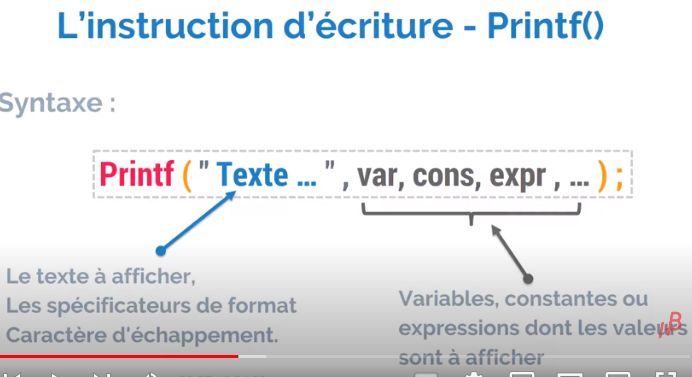 L'instruction d'écriture - Printf()
Syntaxe :
Printf ( " Texte ... " , var, cons, expr , ... ) ;
Le texte à afficher,
Les spécificateurs de format
Caractère d'échappement.
Variables, constantes ou
expressions dont les valeurs
sont à afficher